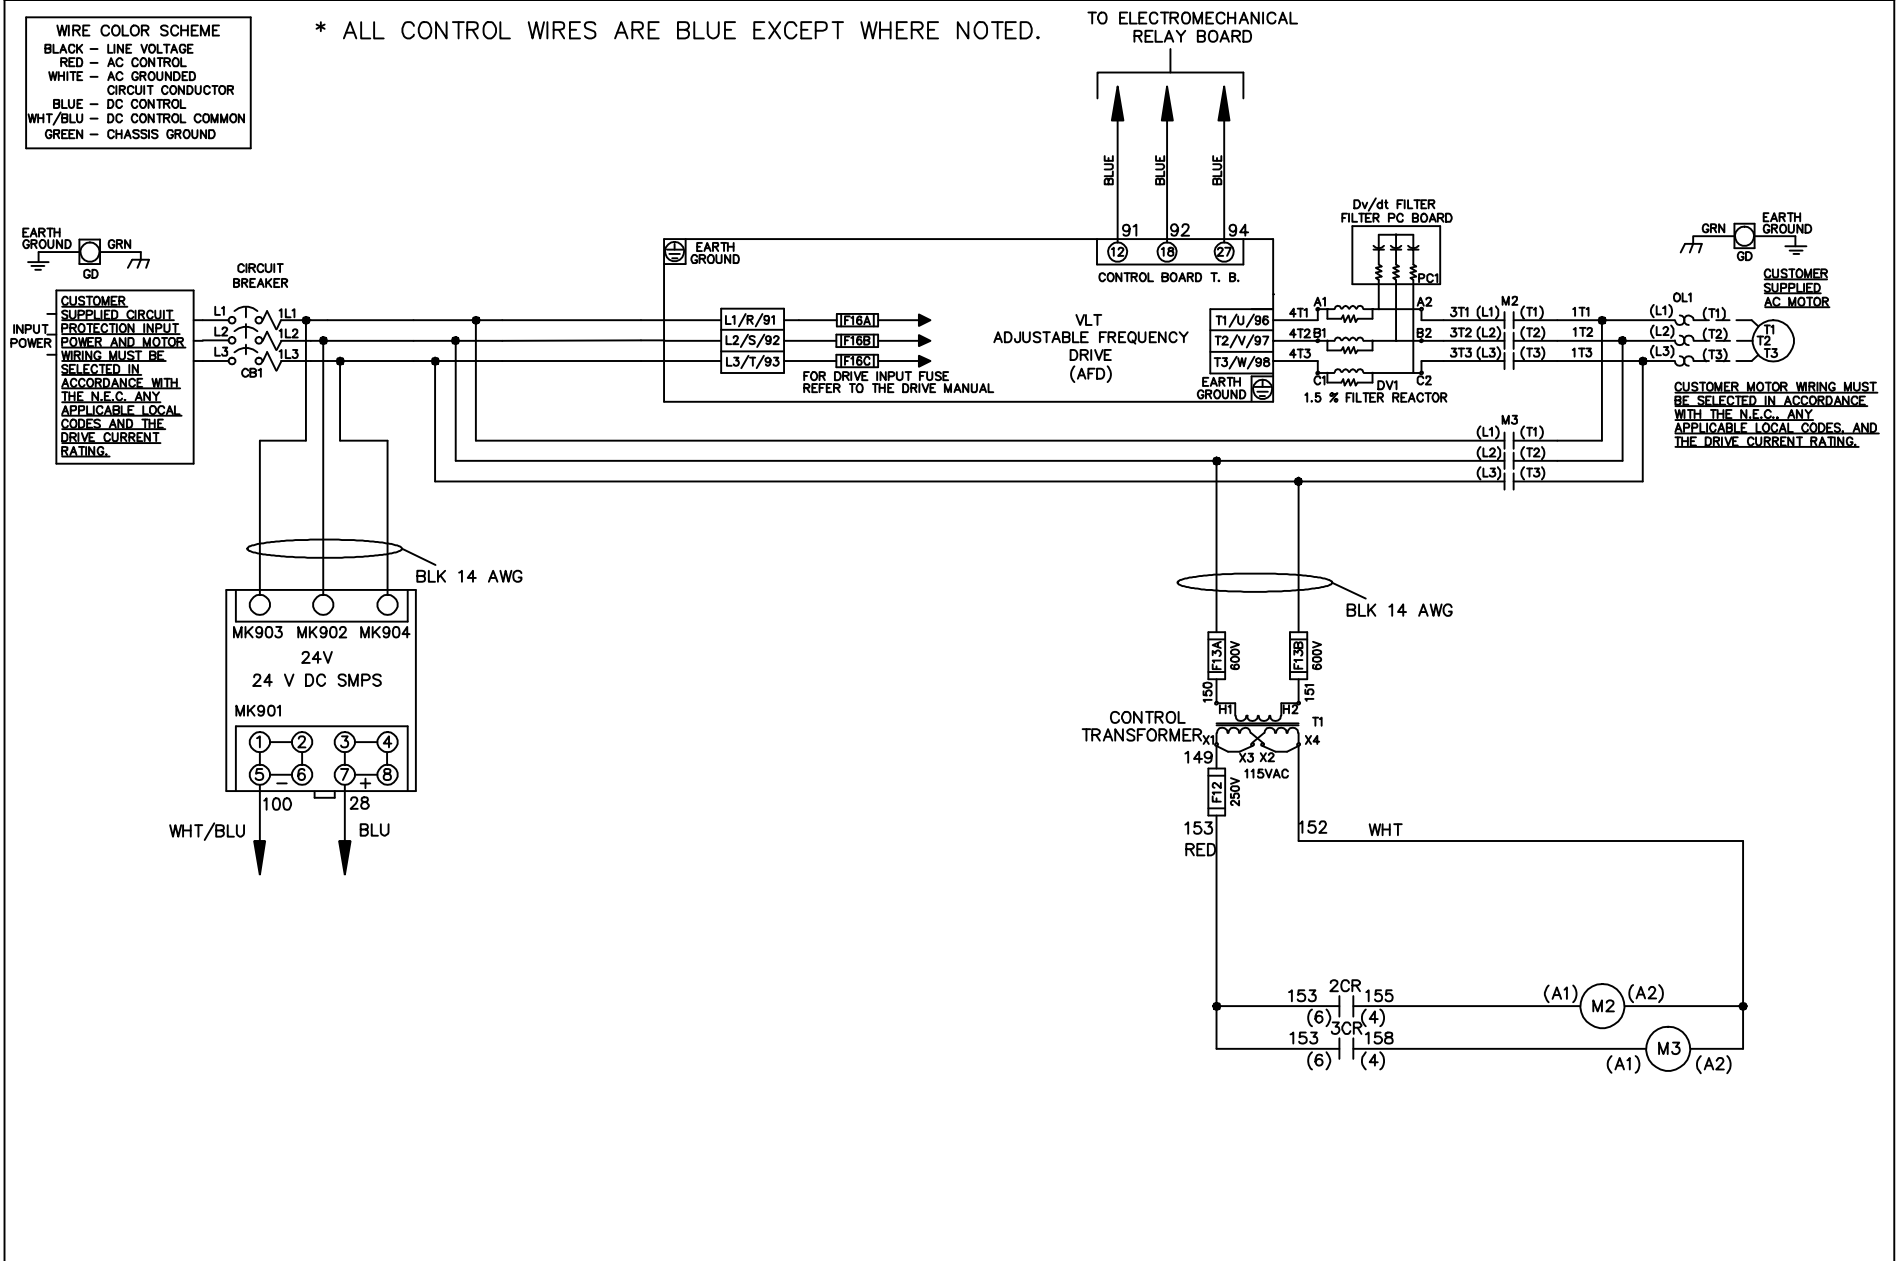 WIRE COLOR SCHEME
BLACK – LINE VOLTAGE
RED – AC CONTROL
WHITE – AC GROUNDED
CIRCUIT CONDUCTOR
BLUE – DC CONTROL
WHT/BLU – DC CONTROL COMMON
GREEN – CHASSIS GROUND
* ALL CONTROL WIRES ARE BLUE EXCEPT WHERE NOTED.
TO ELECTROMECHANICAL
RELAY BOARD
BLUE
BLUE
BLUE
91
92
94
12
18
27
CONTROL BOARD T. B.
EARTH
GROUND
GRN
GD
CIRCUIT
BREAKER
INPUT
POWER
CUSTOMER
SUPPLIED CIRCUIT
PROTECTION INPUT
POWER AND MOTOR
WIRING MUST BE
SELECTED IN
ACCORDANCE WITH
THE N.E.C. ANY
APPLICABLE LOCAL
CODES AND THE
DRIVE CURRENT
RATING.
L1
1L1
L2
1L2
L3
1L3
CB1
EARTH
GROUND
L1/R/91
L2/S/92
L3/T/93
IF16A
IF16B
IF16C
FOR DRIVE INPUT FUSE
REFER TO THE DRIVE MANUAL
VLT
ADJUSTABLE FREQUENCY
DRIVE
(AFD)
T1/U/96
T2/V/97
T3/W/98
EARTH
GROUND
Dv/dt FILTER
FILTER PC BOARD
PC1
4T1
A1
A2
4T2
B1
B2
4T3
C1
C2
DV1
1.5 % FILTER REACTOR
M2
3T1 (L1) (T1) 1T1
3T2 (L2) (T2) 1T2
3T3 (L3) (T3) 1T3
OL1
(L1) (T1)
(L2) (T2)
(L3) (T3)
T1
T2
T3
GRN
GD
EARTH
GROUND
CUSTOMER
SUPPLIED
AC MOTOR
CUSTOMER MOTOR WIRING MUST
BE SELECTED IN ACCORDANCE
WITH THE N.E.C., ANY
APPLICABLE LOCAL CODES, AND
THE DRIVE CURRENT RATING.
M3
(L1) (T1)
(L2) (T2)
(L3) (T3)
BLK 14 AWG
MK903 MK902 MK904
24V
24 V DC SMPS
MK901
1 2 3 4
5 – 6 7 + 8
100
28
WHT/BLU
BLU
BLK 14 AWG
F13A
600V
F13B
600V
150
151
H1
H2
T1
CONTROL
TRANSFORMER
X1
X4
X3 X2
149
115VAC
F12
250V
153
RED
152
WHT
153 2CR 155
(6) (4)
(A1) M2 (A2)
153 3CR 158
(6) (4)
(A1) M3 (A2)